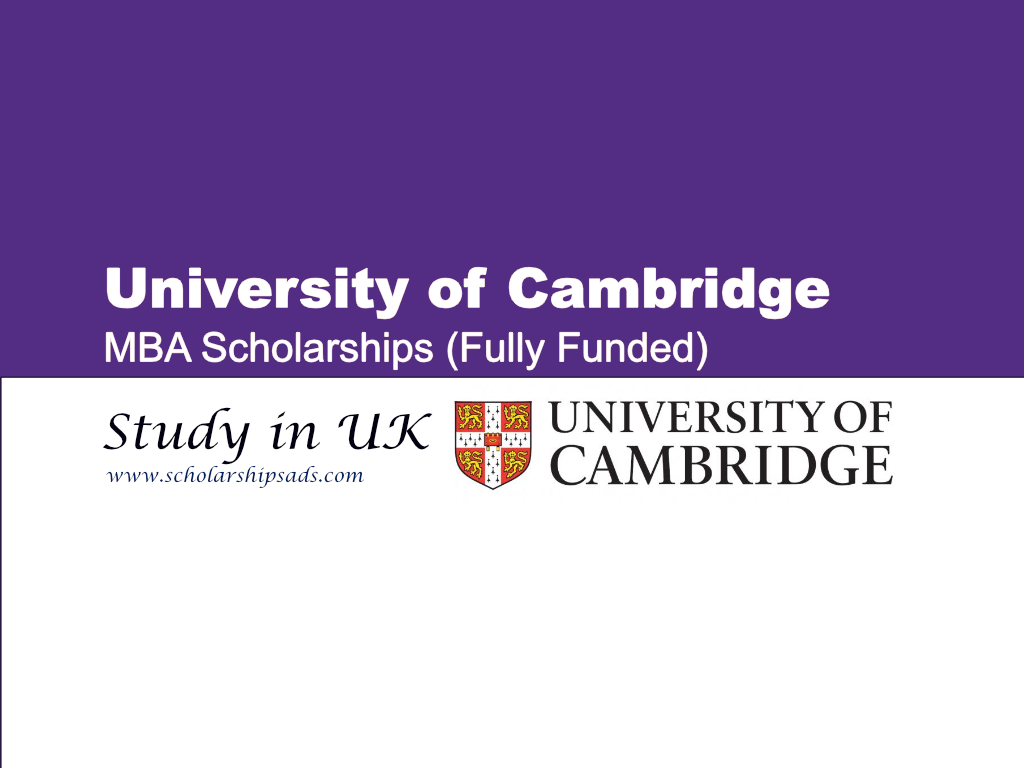 University of Cambridge
MBA Scholarships (Fully Funded)
Study in UK
www.scholarshipsads.com
UNIVERSITY OF
CAMBRIDGE